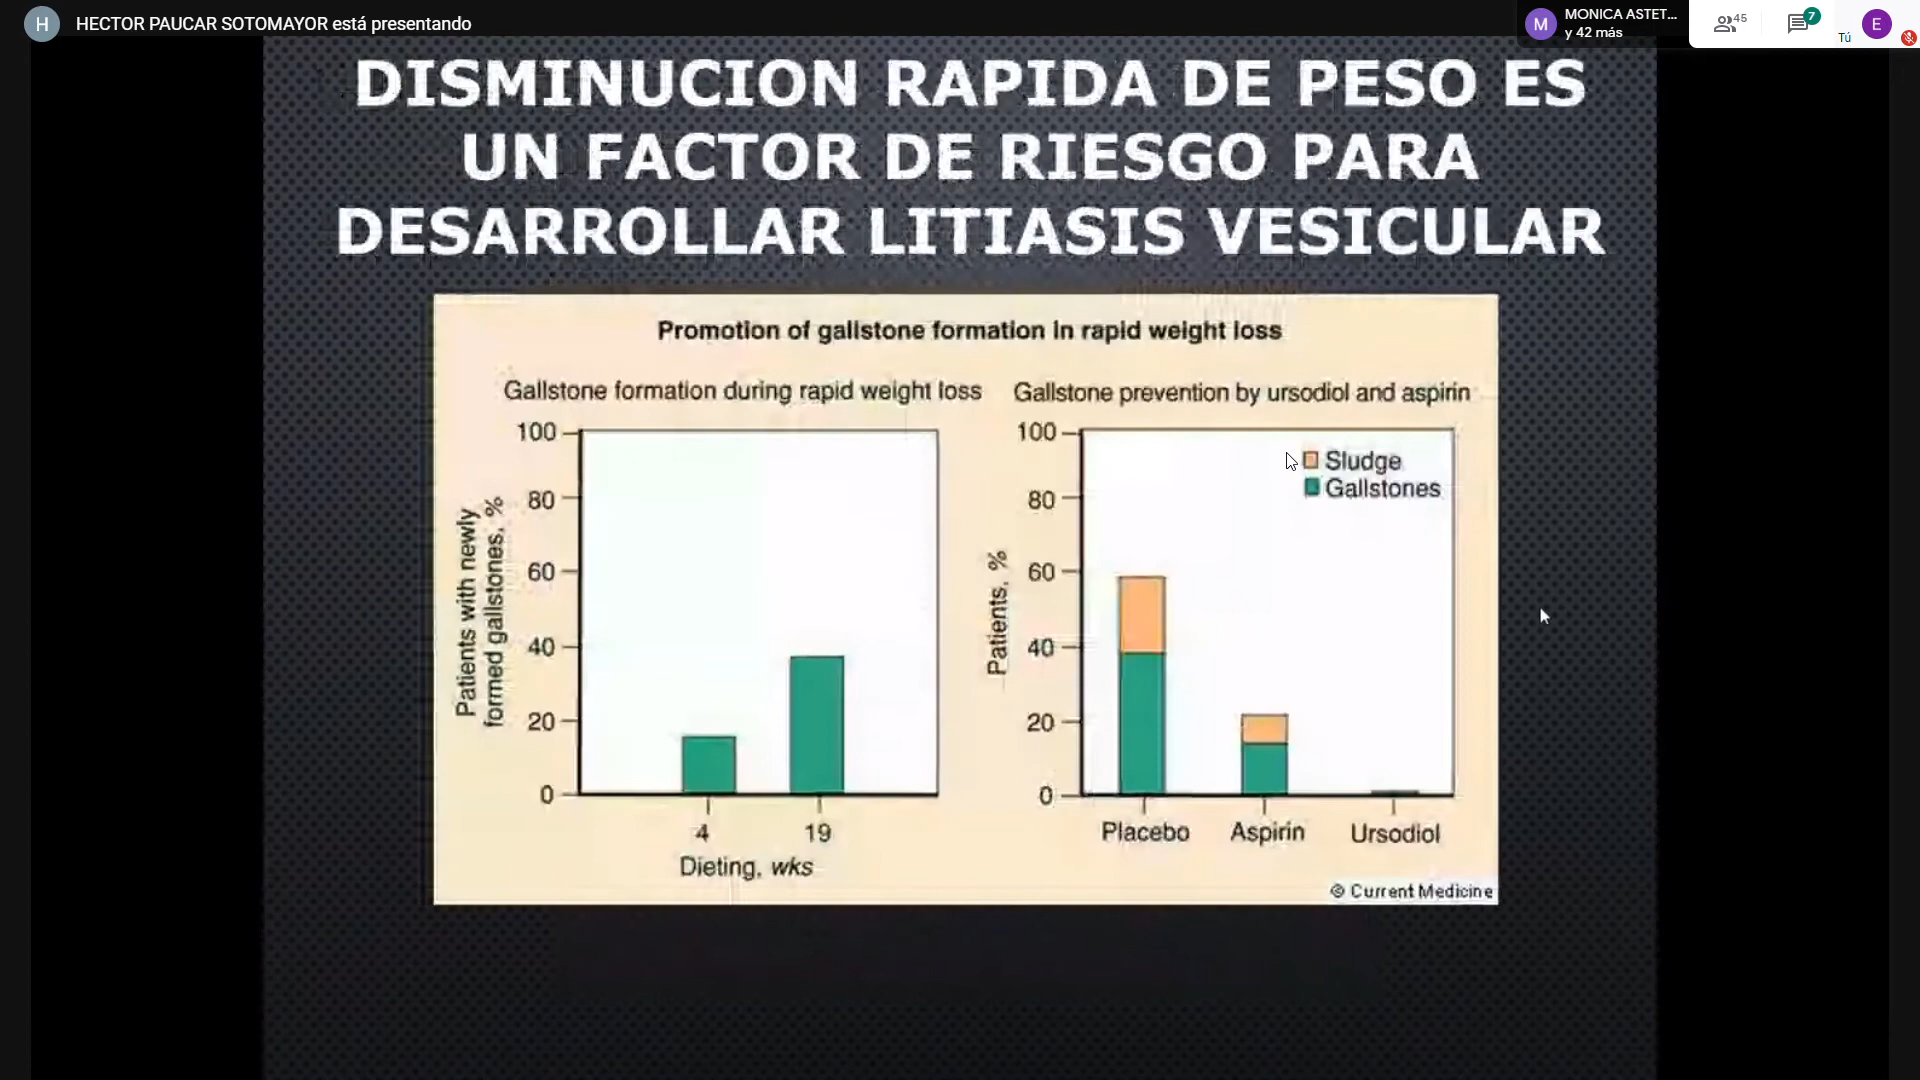 H HECTOR PAUCAR SOTOMAYOR está presentando
M MONICA ASTET...
y 42 más
45
7
Tú
E
DISMINUCION RAPIDA DE PESO ES
UN FACTOR DE RIESGO PARA
DESARROLLAR LITIASIS VESICULAR
Promotion of gallstone formation in rapid weight loss
Gallstone formation during rapid weight loss
Patients with newly
formed gallstones, %
100
80
60
40
20
0
4 19
Dieting, wks
Gallstone prevention by ursodiol and aspirin
Patients, %
100
80
60
40
20
0
Sludge
Gallstones
Placebo Aspirin Ursodiol
© Current Medicine